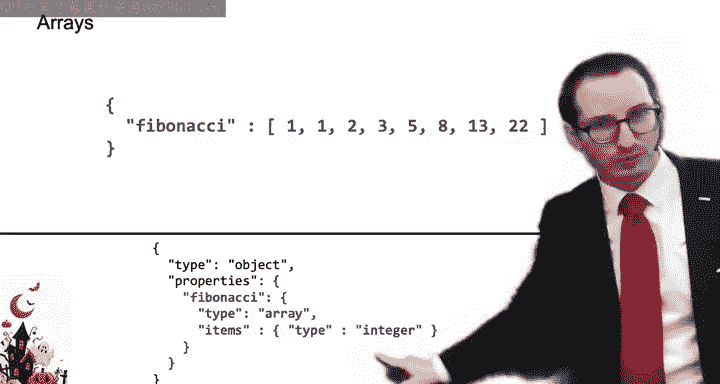 Arrays
{
"fibonacci" : [ 1, 1, 2, 3, 5, 8, 13, 22 ]
}
{
"type": "object",
"properties": {
"fibonacci": {
"type": "array",
"items" : { "type" : "integer" }
}
}
}